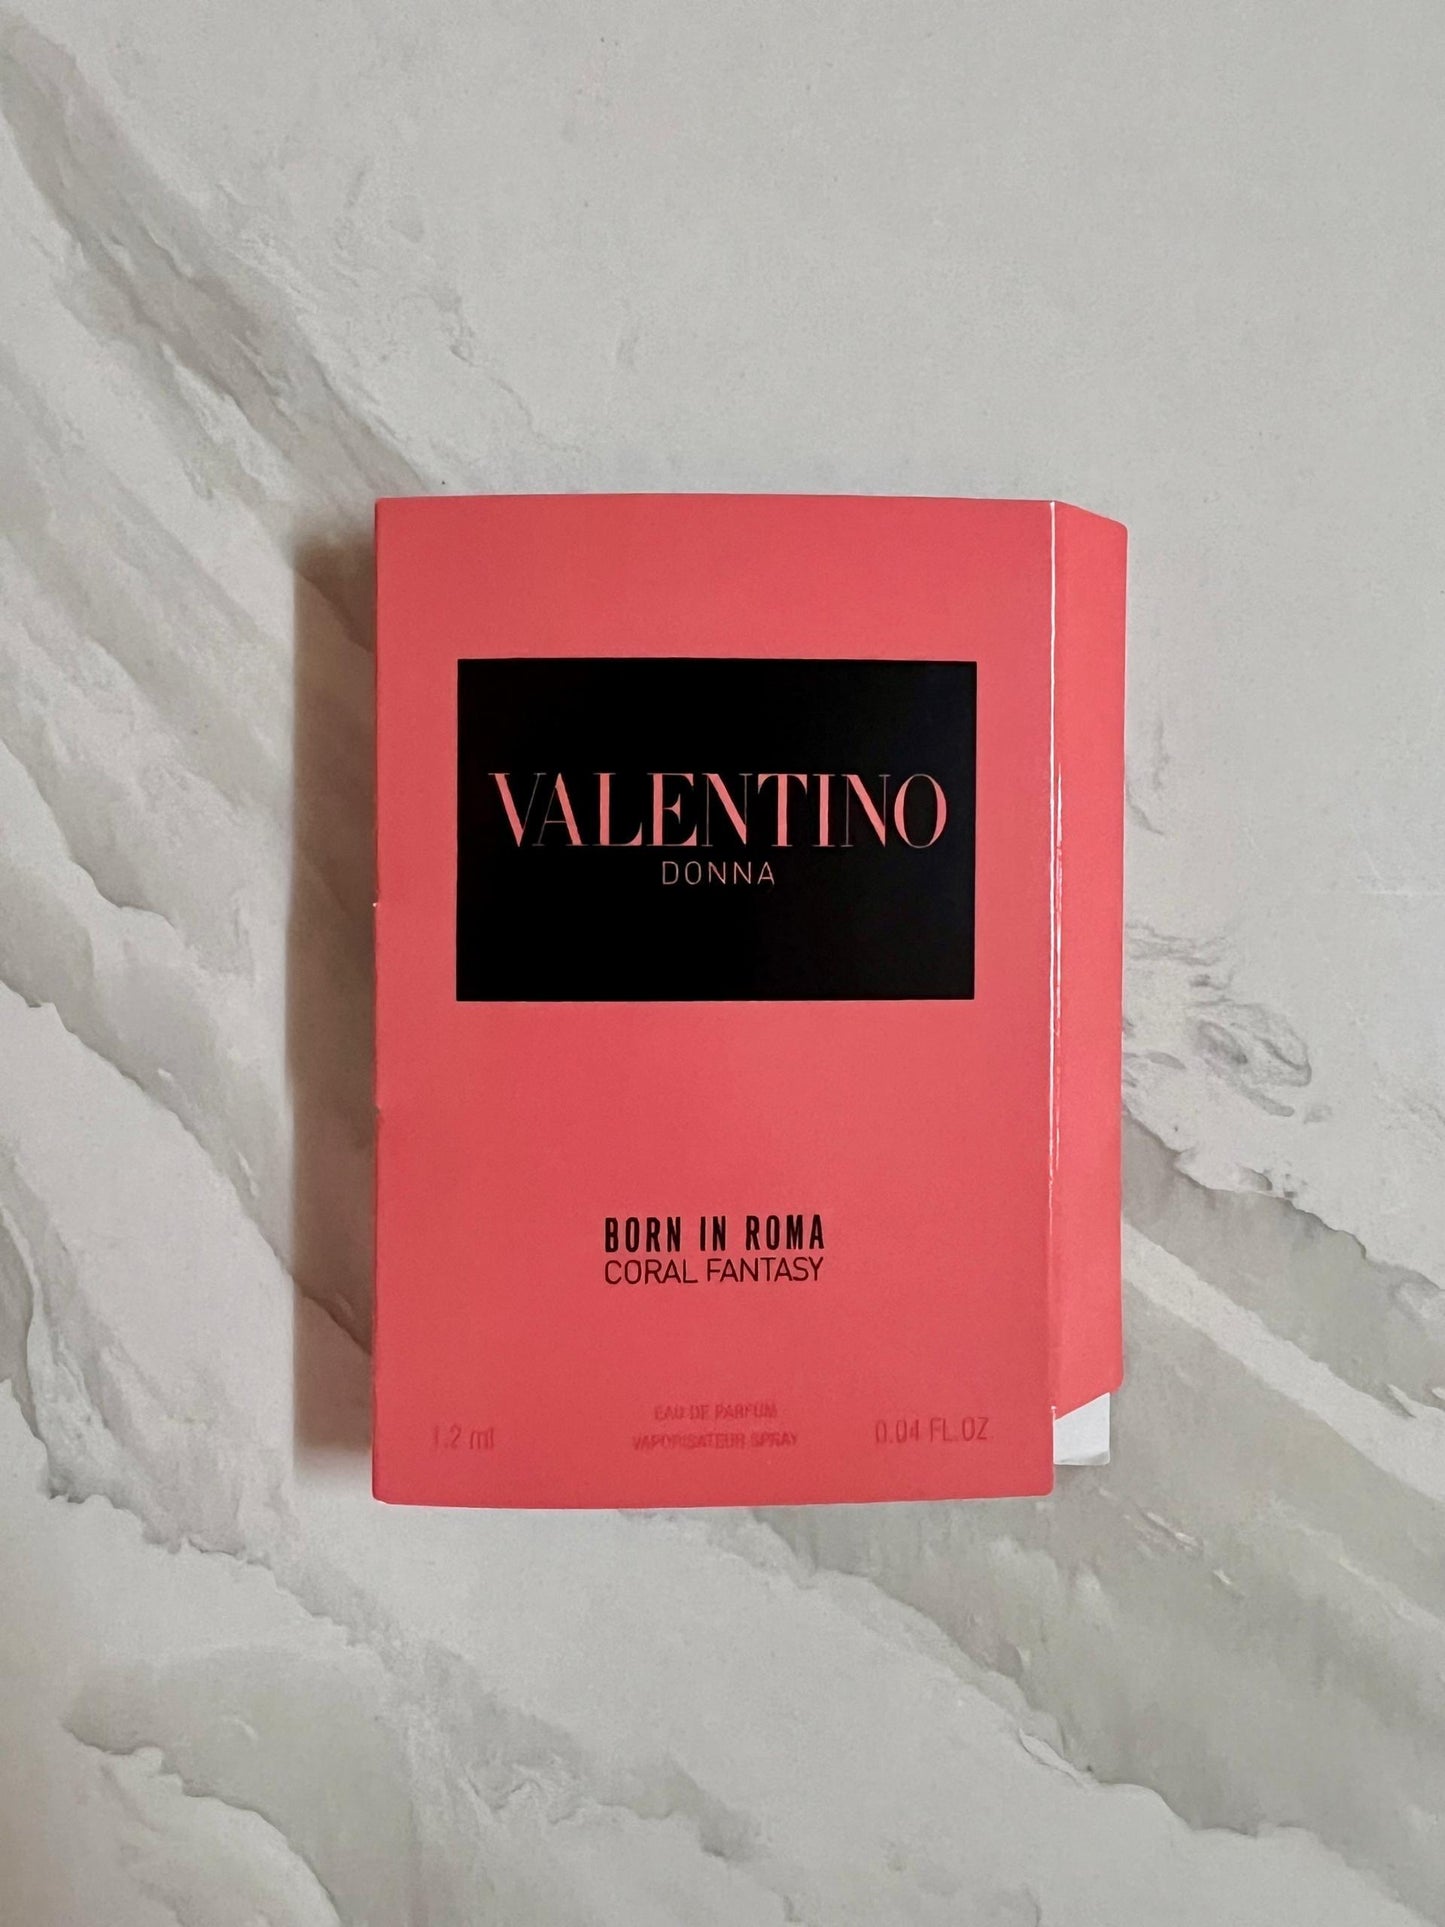 VALENTINO
DONNA
BORN IN ROMA
CORAL FANTASY
EAU DE PARFUM
1.2 ml VAPORISATEUR SPRAY 0.04 FL.OZ